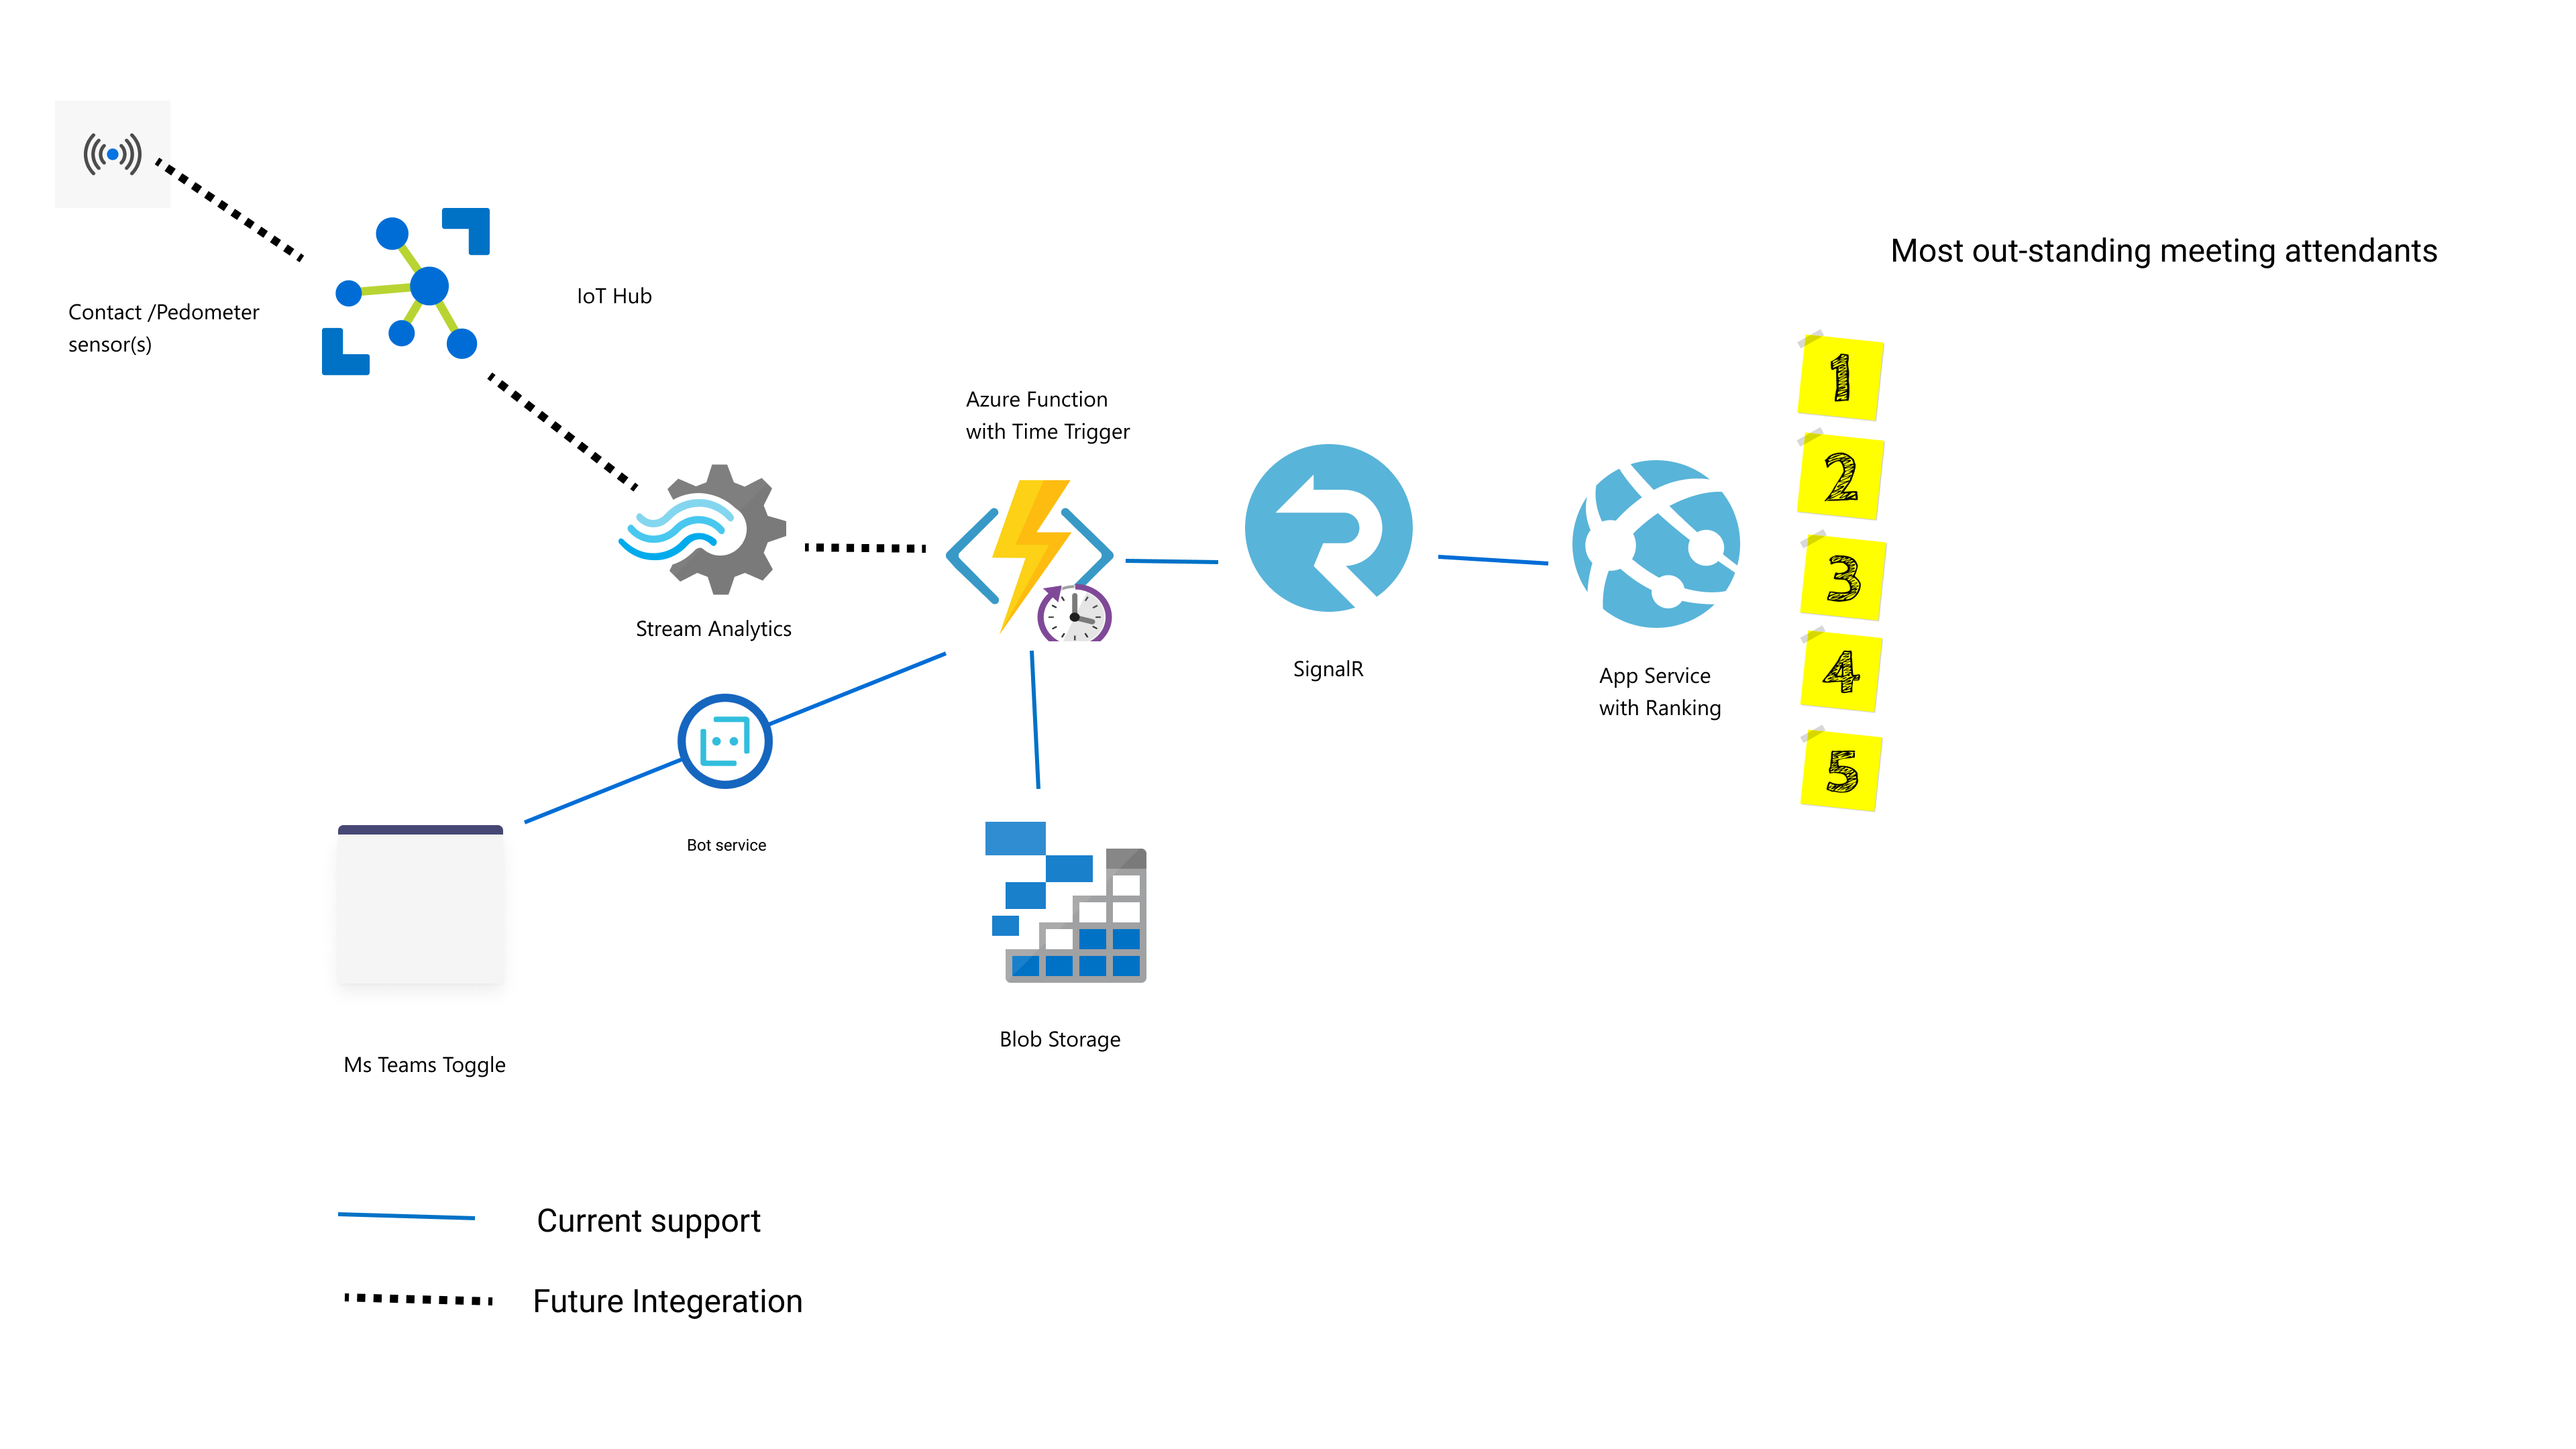 Most out-standing meeting attendants
IoT Hub
Contact /Pedometer
sensor(s)
Azure Function
with Time Trigger
Stream Analytics
SignalR
App Service
with Ranking
1
2
3
4
5
Bot service
Blob Storage
Ms Teams Toggle
Current support
Future Integeration